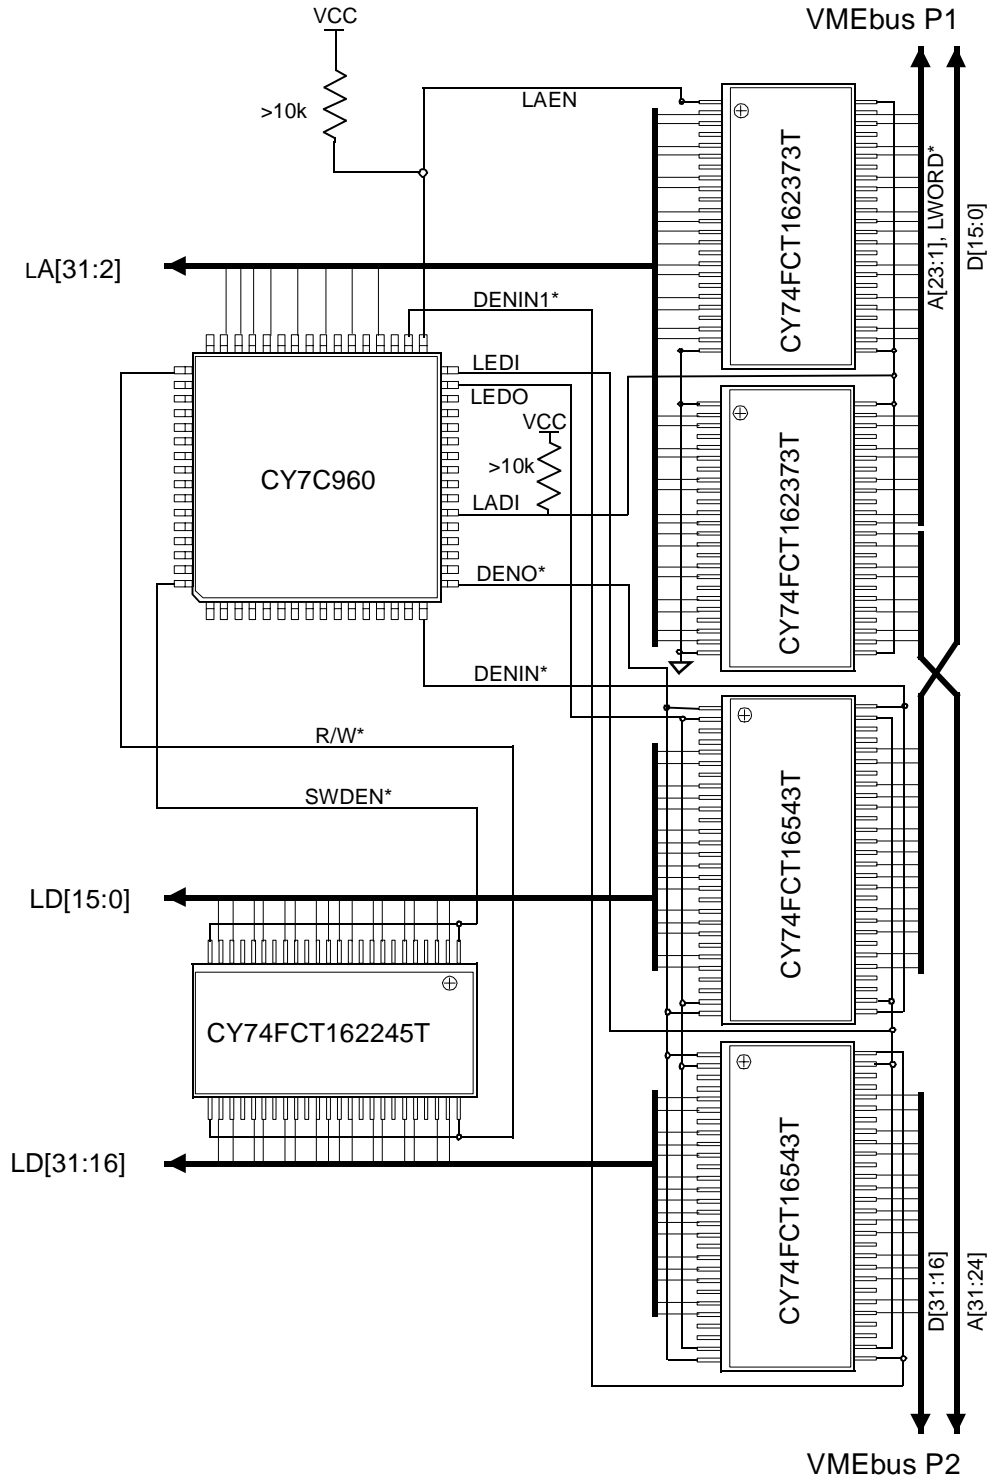 VCC
VMEbus P1
>10k
LAEN
CY74FCT162373T
A[23:1], LWORD*
D[15:0]
LA[31:2]
DENIN1*
LEDI
LEDO
VCC
>10k
CY7C960
LADI
CY74FCT162373T
DENO*
DENIN*
R/W*
SWDEN*
CY74FCT16543T
LD[15:0]
CY74FCT162245T
CY74FCT16543T
LD[31:16]
D[31:16]
A[31:24]
VMEbus P2